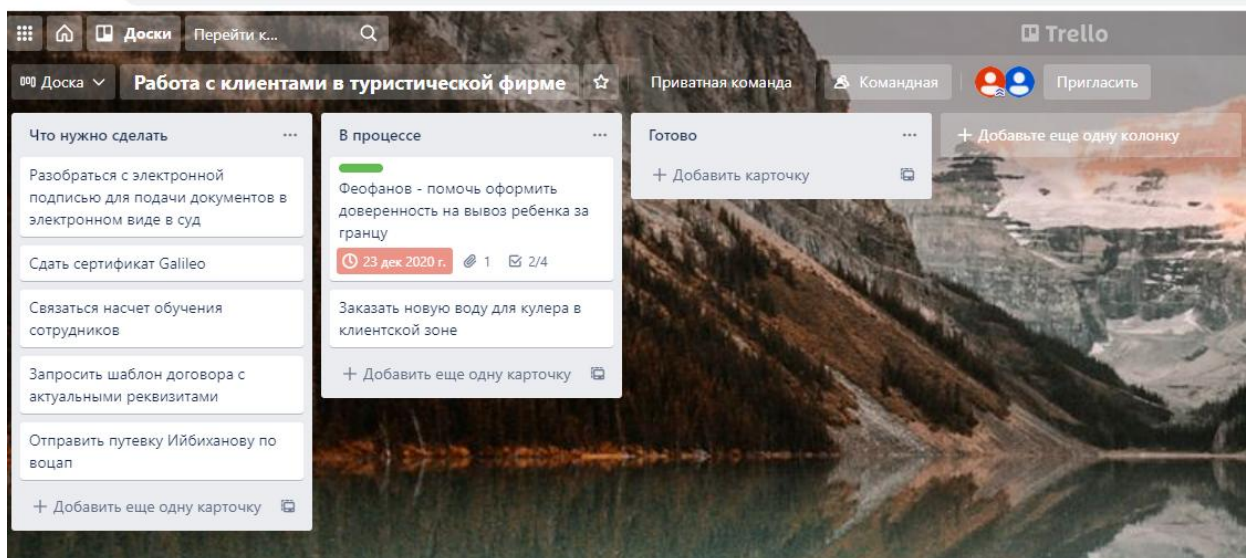 Доски
Перейти к...
Trello
Доска
Работа с клиентами в туристической фирме
Приватная команда
Командная
Пригласить
Что нужно сделать
Разобраться с электронной
подписью для подачи документов в
электронном виде в суд
Сдать сертификат Galileo
Связаться насчет обучения
сотрудников
Запросить шаблон договора с
актуальными реквизитами
Отправить путевку Ийбиханову по
воцап
+ Добавить еще одну карточку
В процессе
Феофанов - помочь оформить
доверенность на вывоз ребенка за
гранцу
23 дек 2020 г. 1 2/4
Заказать новую воду для кулера в
клиентской зоне
+ Добавить еще одну карточку
Готово
+ Добавить карточку
+ Добавьте еще одну колонку